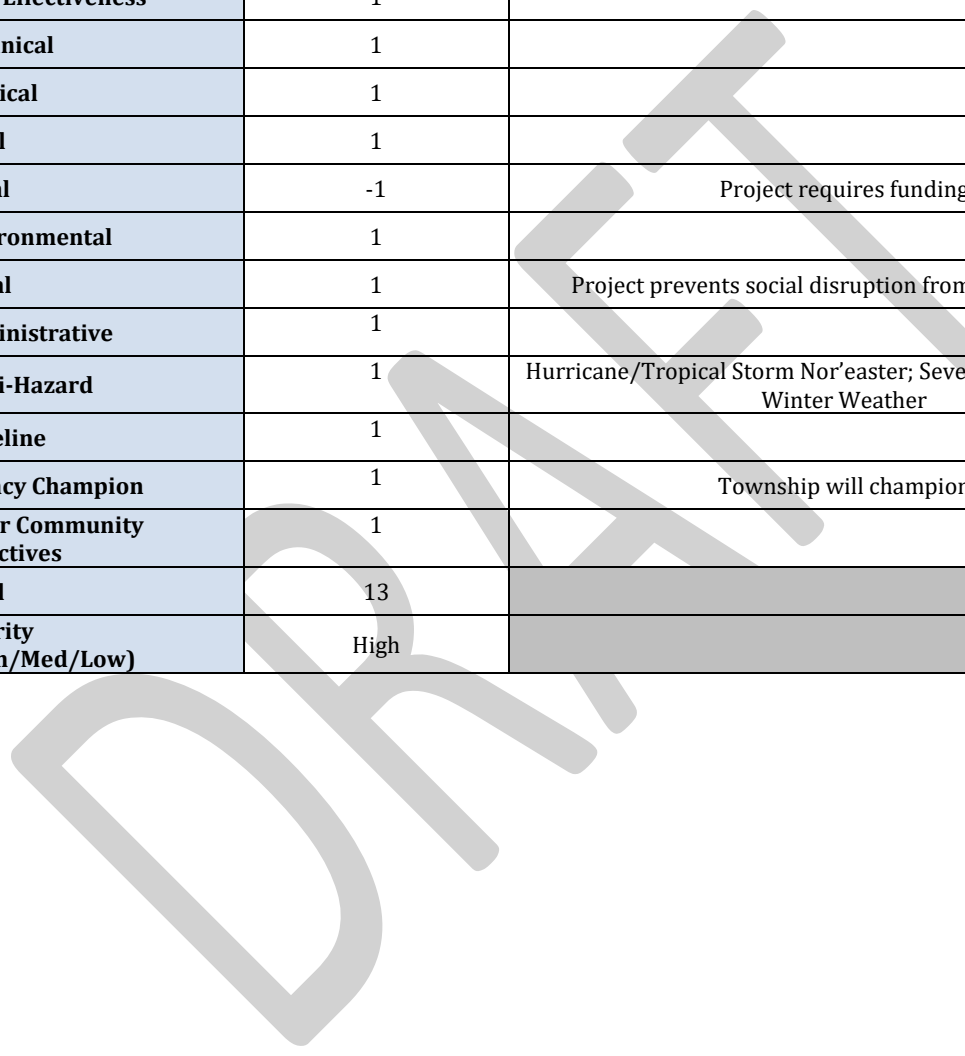 Effectiveness 1
nical 1
ical 1
l 1
l -1 Project requires funding
ronmental 1
l 1 Project prevents social disruption from
inistrative 1
i-Hazard 1 Hurricane/Tropical Storm Nor’easter; Seve
Winter Weather
eline 1
cy Champion 1 Township will champion
r Community
ctives 1
l 13
rity
h/Med/Low) High
DRAFT